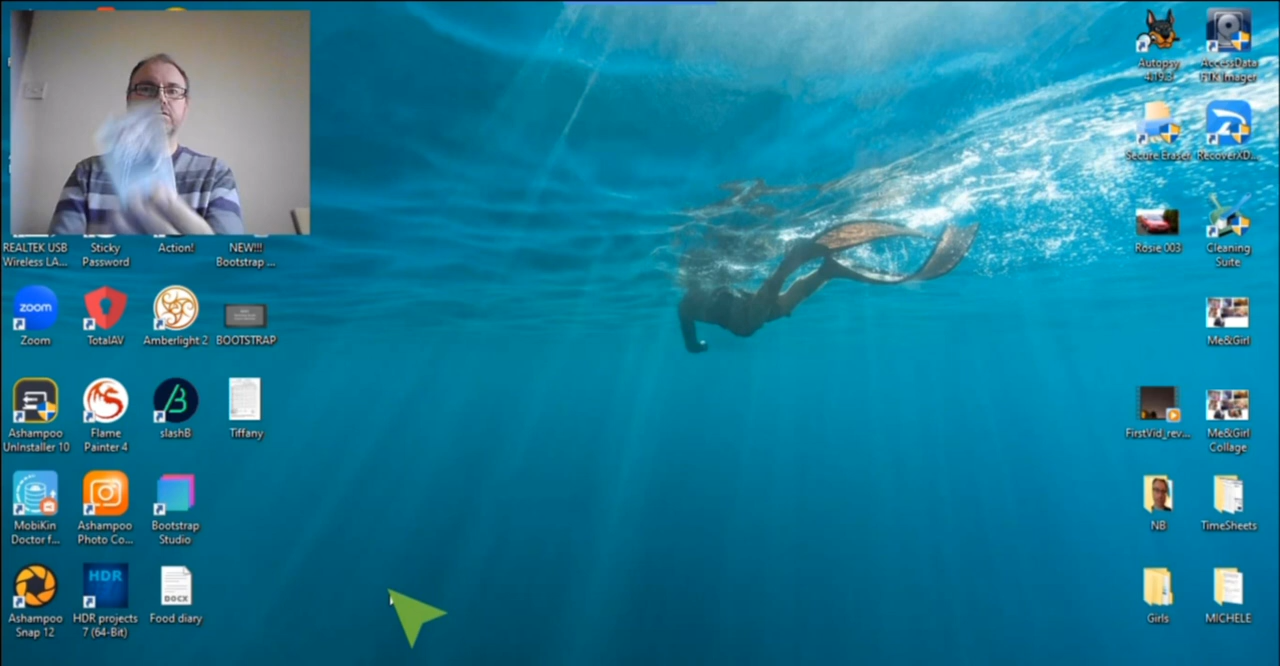 Autopsy
4.19.3
AccessData
FTK Imager
Secure Eraser
RecoverXD...
REALTEK USB
Wireless LA...
Sticky
Password
Action!
NEW!!!
Bootstrap ...
Rosie 003
Cleaning
Suite
zoom
Zoom
TotalAV
Amberlight 2
BOOTSTRAP
Me&Girl
Ashampoo
UnInstaller 10
Flame
Painter 4
slashB
Tiffany
FirstVid_rev...
Me&Girl
Collage
MobiKin
Doctor f...
Ashampoo
Photo Co...
Bootstrap
Studio
NB
TimeSheets
HDR
DOCX
Ashampoo
Snap 12
HDR projects
7 (64-Bit)
Food diary
Girls
MICHELE